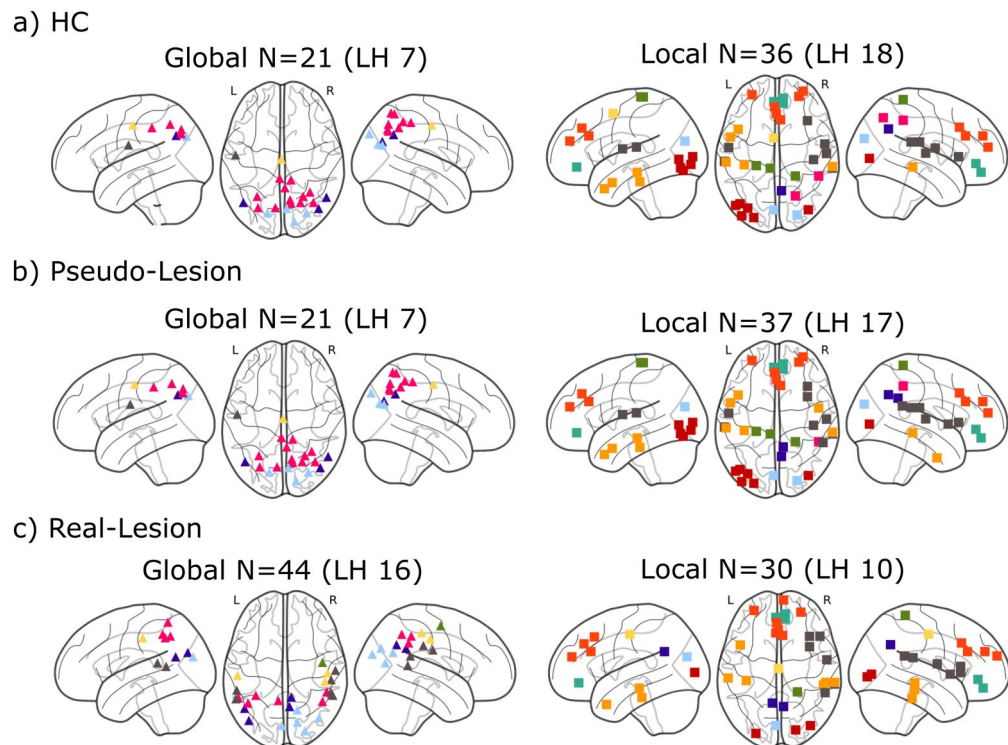 a) HC
Global N=21 (LH 7)
Local N=36 (LH 18)
L R
L R
b) Pseudo-Lesion
Global N=21 (LH 7)
Local N=37 (LH 17)
L R
L R
c) Real-Lesion
Global N=44 (LH 16)
Local N=30 (LH 10)
L R
L R